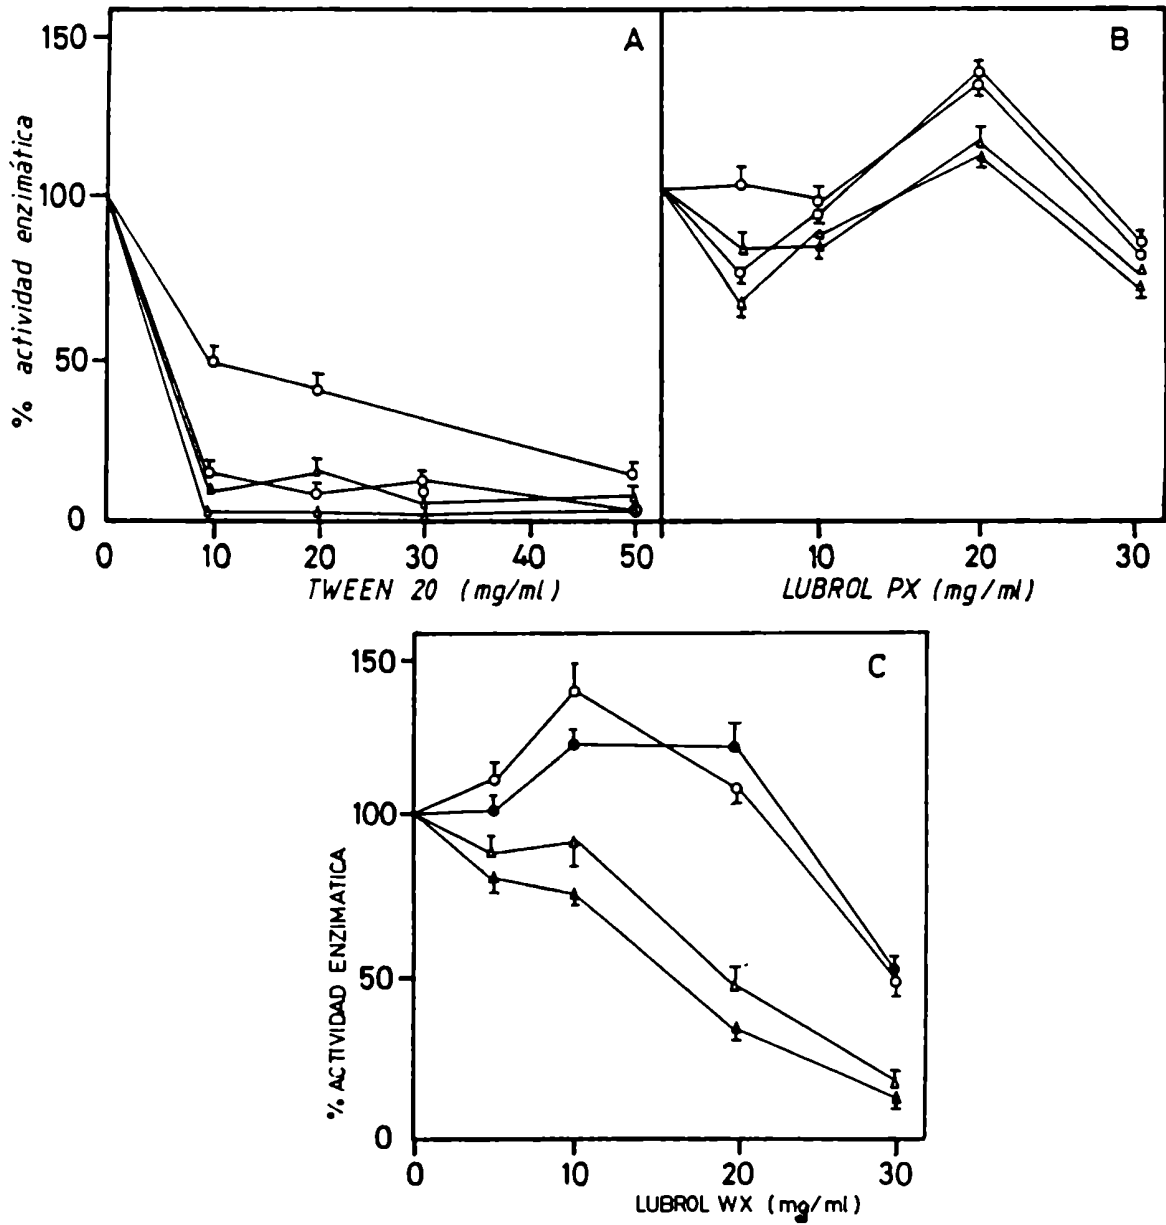 A
B
150
100
50
0
% actividad enzimática
0 10 20 30 40 50
TWEEN 20 (mg/ml)
10 20 30
LUBROL PX (mg/ml)
C
150
100
50
0
% ACTIVIDAD ENZIMATICA
0 10 20 30
LUBROL WX (mg/ml)